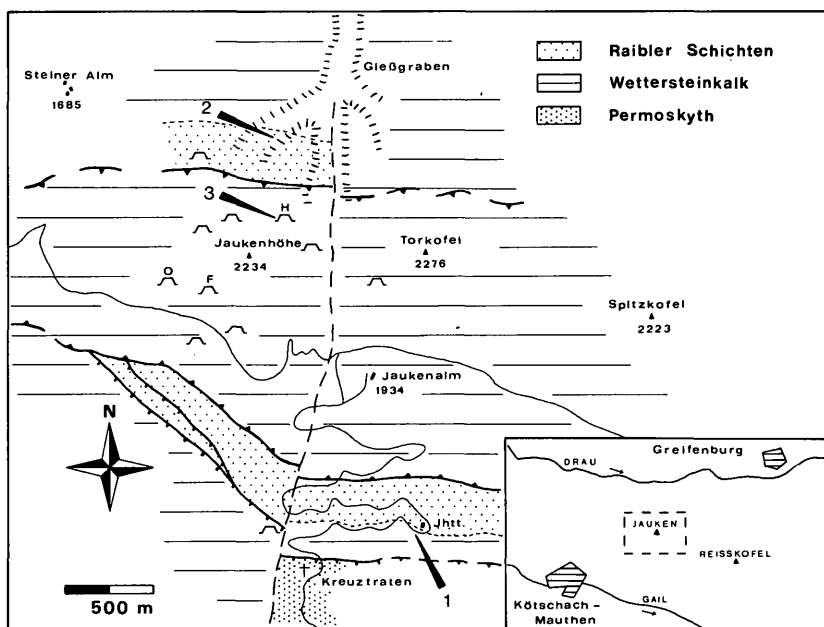 Steiner Alm
1685
Gleßgraben
Raibler Schichten
Wettersteinkalk
Permoskyth
2
3
H
Jaukenhöhe
2234
Torkofel
2276
O
F
Spitzkofel
2223
Jaukenalm
1934
N
Jhtt.
Kreuztraten
1
500 m
Greifenburg
DRAU
JAUKEN
REISSKOFEL
Kötschach-
Mauthen
GAIL